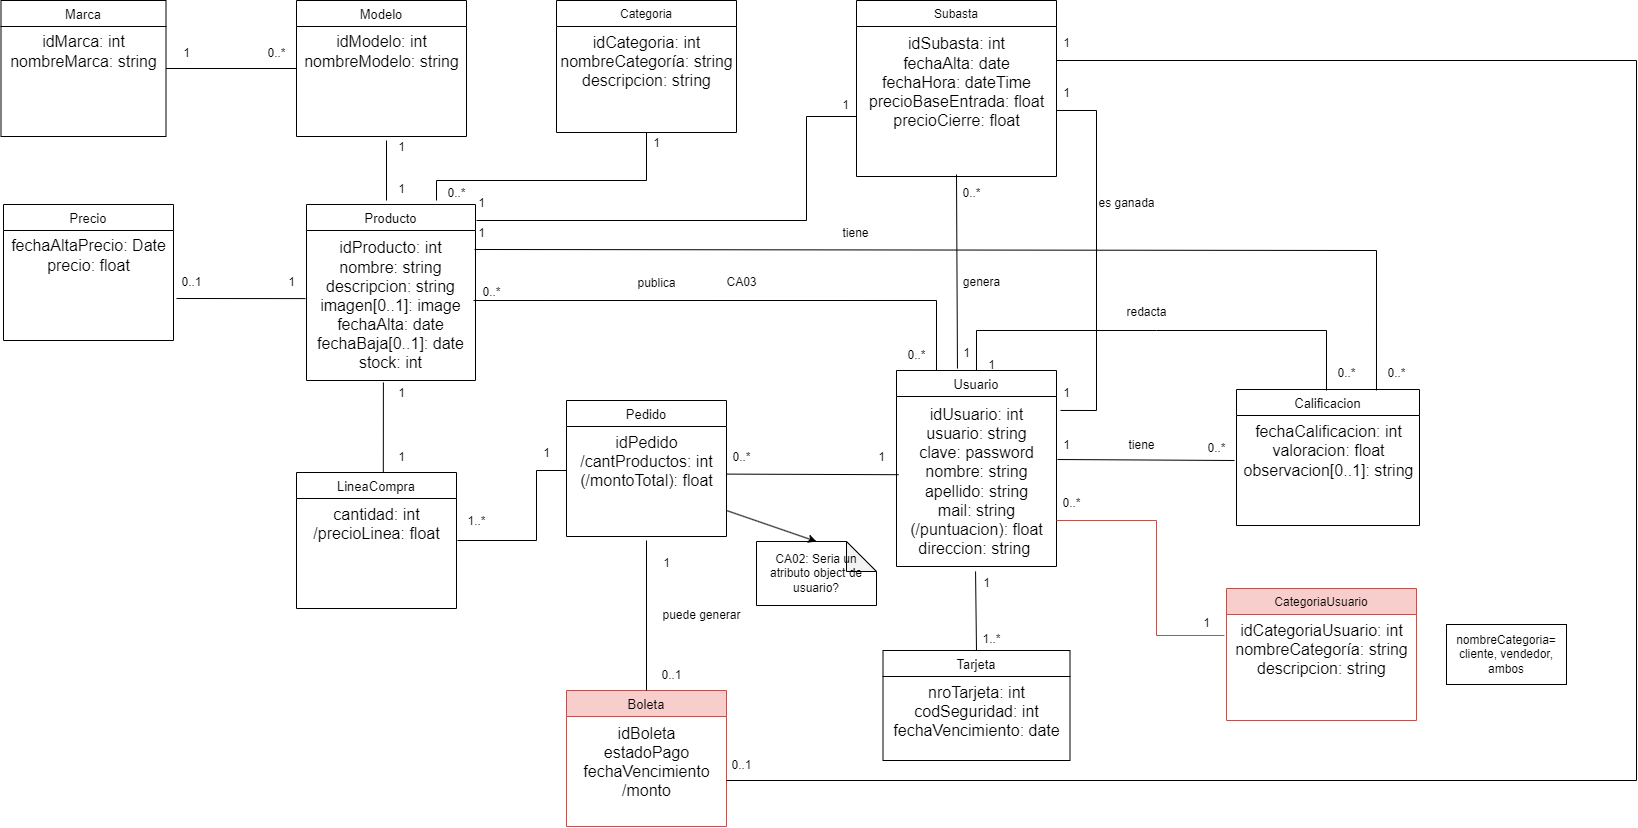 Marca
idMarca: int
nombreMarca: string
1
0..*
Modelo
idModelo: int
nombreModelo: string
1
1
Categoria
idCategoria: int
nombreCategoría: string
descripcion: string
1
0..*
Subasta
idSubasta: int
fechaAlta: date
fechaHora: dateTime
precioBaseEntrada: float
precioCierre: float
1
1
1
0..*
es ganada
genera
1
Precio
fechaAltaPrecio: Date
precio: float
0..1
1
Producto
idProducto: int
nombre: string
descripcion: string
imagen[0..1]: image
fechaAlta: date
fechaBaja[0..1]: date
stock: int
1
1
tiene
0..*
publica
CA03
0..*
1
redacta
0..*
0..*
1
1
LineaCompra
cantidad: int
/precioLinea: float
1..*
1
Pedido
idPedido
/cantProductos: int
(/montoTotal): float
0..*
1
CA02: Seria un
atributo object de
usuario?
1
puede generar
0..1
Usuario
idUsuario: int
usuario: string
clave: password
nombre: string
apellido: string
mail: string
(/puntuacion): float
direccion: string
1
1
tiene
0..*
0..*
1
1..*
Calificacion
fechaCalificacion: int
valoracion: float
observacion[0..1]: string
CategoriaUsuario
idCategoriaUsuario: int
nombreCategoría: string
descripcion: string
1
nombreCategoria=
cliente, vendedor,
ambos
Tarjeta
nroTarjeta: int
codSeguridad: int
fechaVencimiento: date
Boleta
idBoleta
estadoPago
fechaVencimiento
/monto
0..1